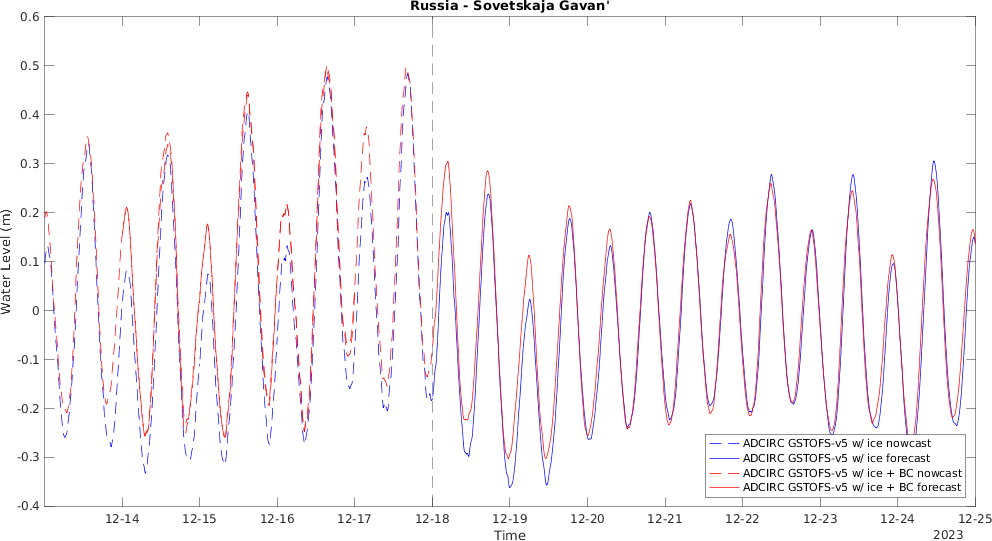 Russia - Sovetskaja Gavan'
0.6
0.5
0.4
0.3
0.2
0.1
0
-0.1
-0.2
-0.3
-0.4
Water Level (m)
ADCIRC GSTOFS-v5 w/ ice nowcast
ADCIRC GSTOFS-v5 w/ ice forecast
ADCIRC GSTOFS-v5 w/ ice + BC nowcast
ADCIRC GSTOFS-v5 w/ ice + BC forecast
12-14 12-15 12-16 12-17 12-18 12-19 12-20 12-21 12-22 12-23 12-24 12-25
Time
2023